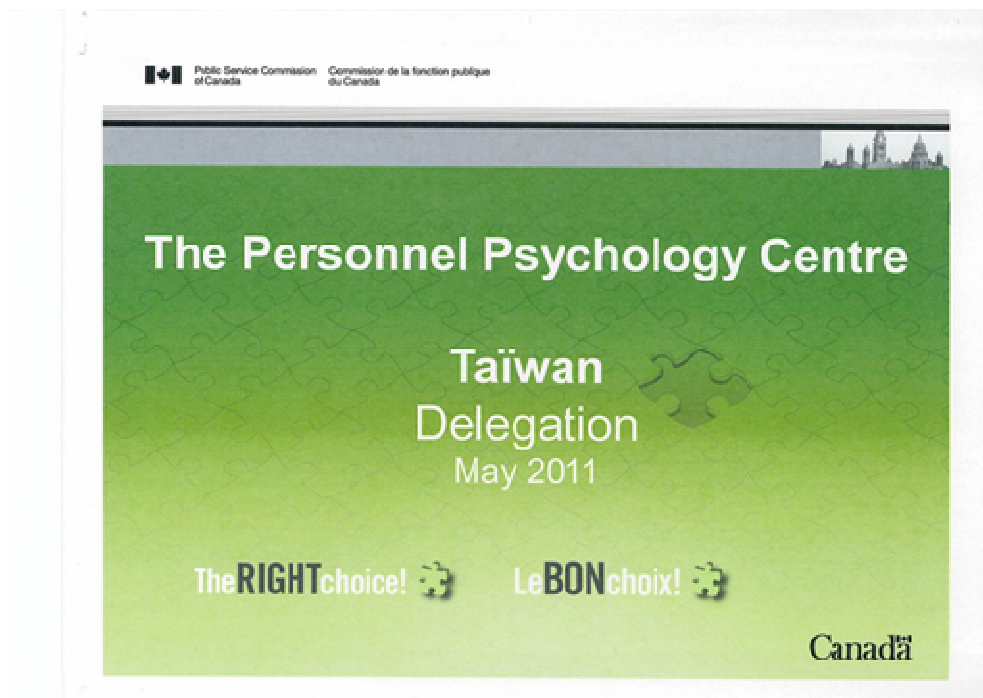 Public Service Commission
of Canada
Commission de la fonction publique
du Canada
The Personnel Psychology Centre
Taïwan
Delegation
May 2011
TheRIGHTchoice!
LeBONchoix!
Canada